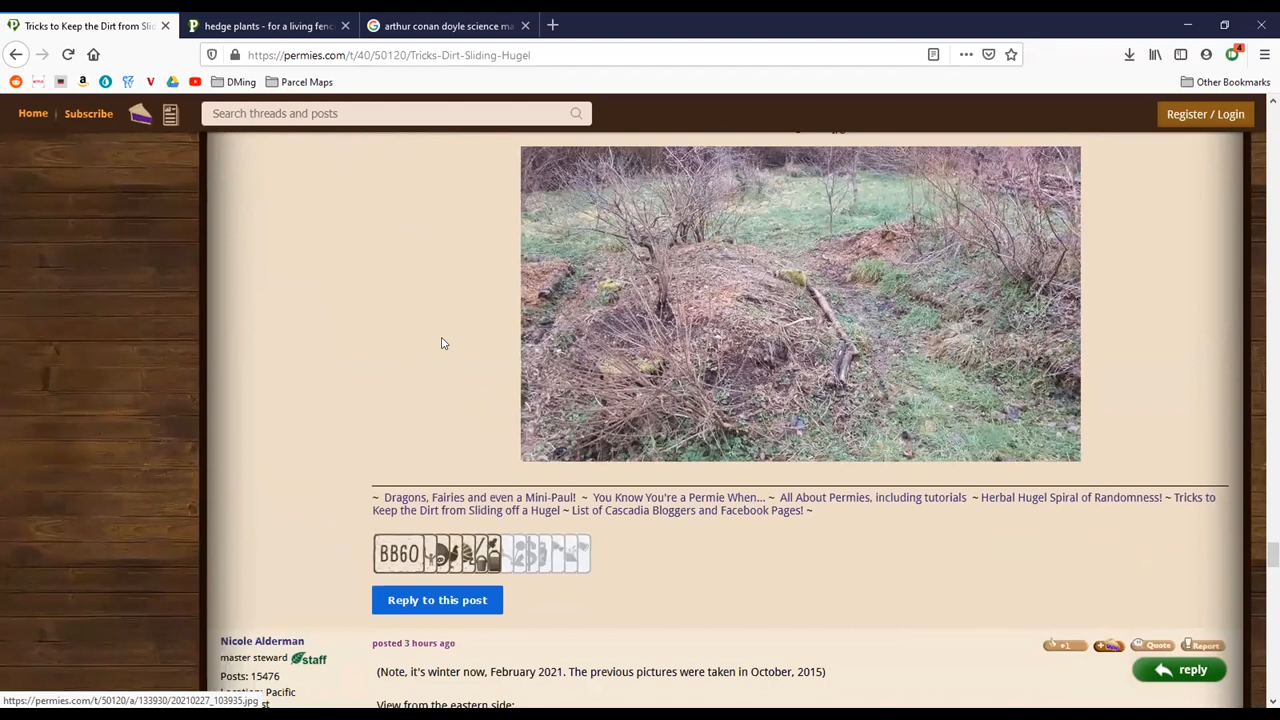 Tricks to Keep the Dirt from Slid
hedge plants - for a living fenc
arthur conan doyle science ma
https://permies.com/t/40/50120/Tricks-Dirt-Sliding-Hugel
4
DMing
Parcel Maps
Other Bookmarks
Home | Subscribe
Search threads and posts
Register / Login
~ Dragons, Fairies and even a Mini-Paul! ~ You Know You're a Permie When... ~ All About Permies, including tutorials ~ Herbal Hugel Spiral of Randomness! ~ Tricks to
Keep the Dirt from Sliding off a Hugel ~ List of Cascadia Bloggers and Facebook Pages! ~
BB60
Reply to this post
Nicole Alderman
master steward staff
Posts: 15476
Location: Pacific
posted 3 hours ago
+1
Quote
Report
(Note, it's winter now, February 2021. The previous pictures were taken in October, 2015)
reply
View from the eastern side:
https://permies.com/t/50120/a/133930/20210227_103935.jpg